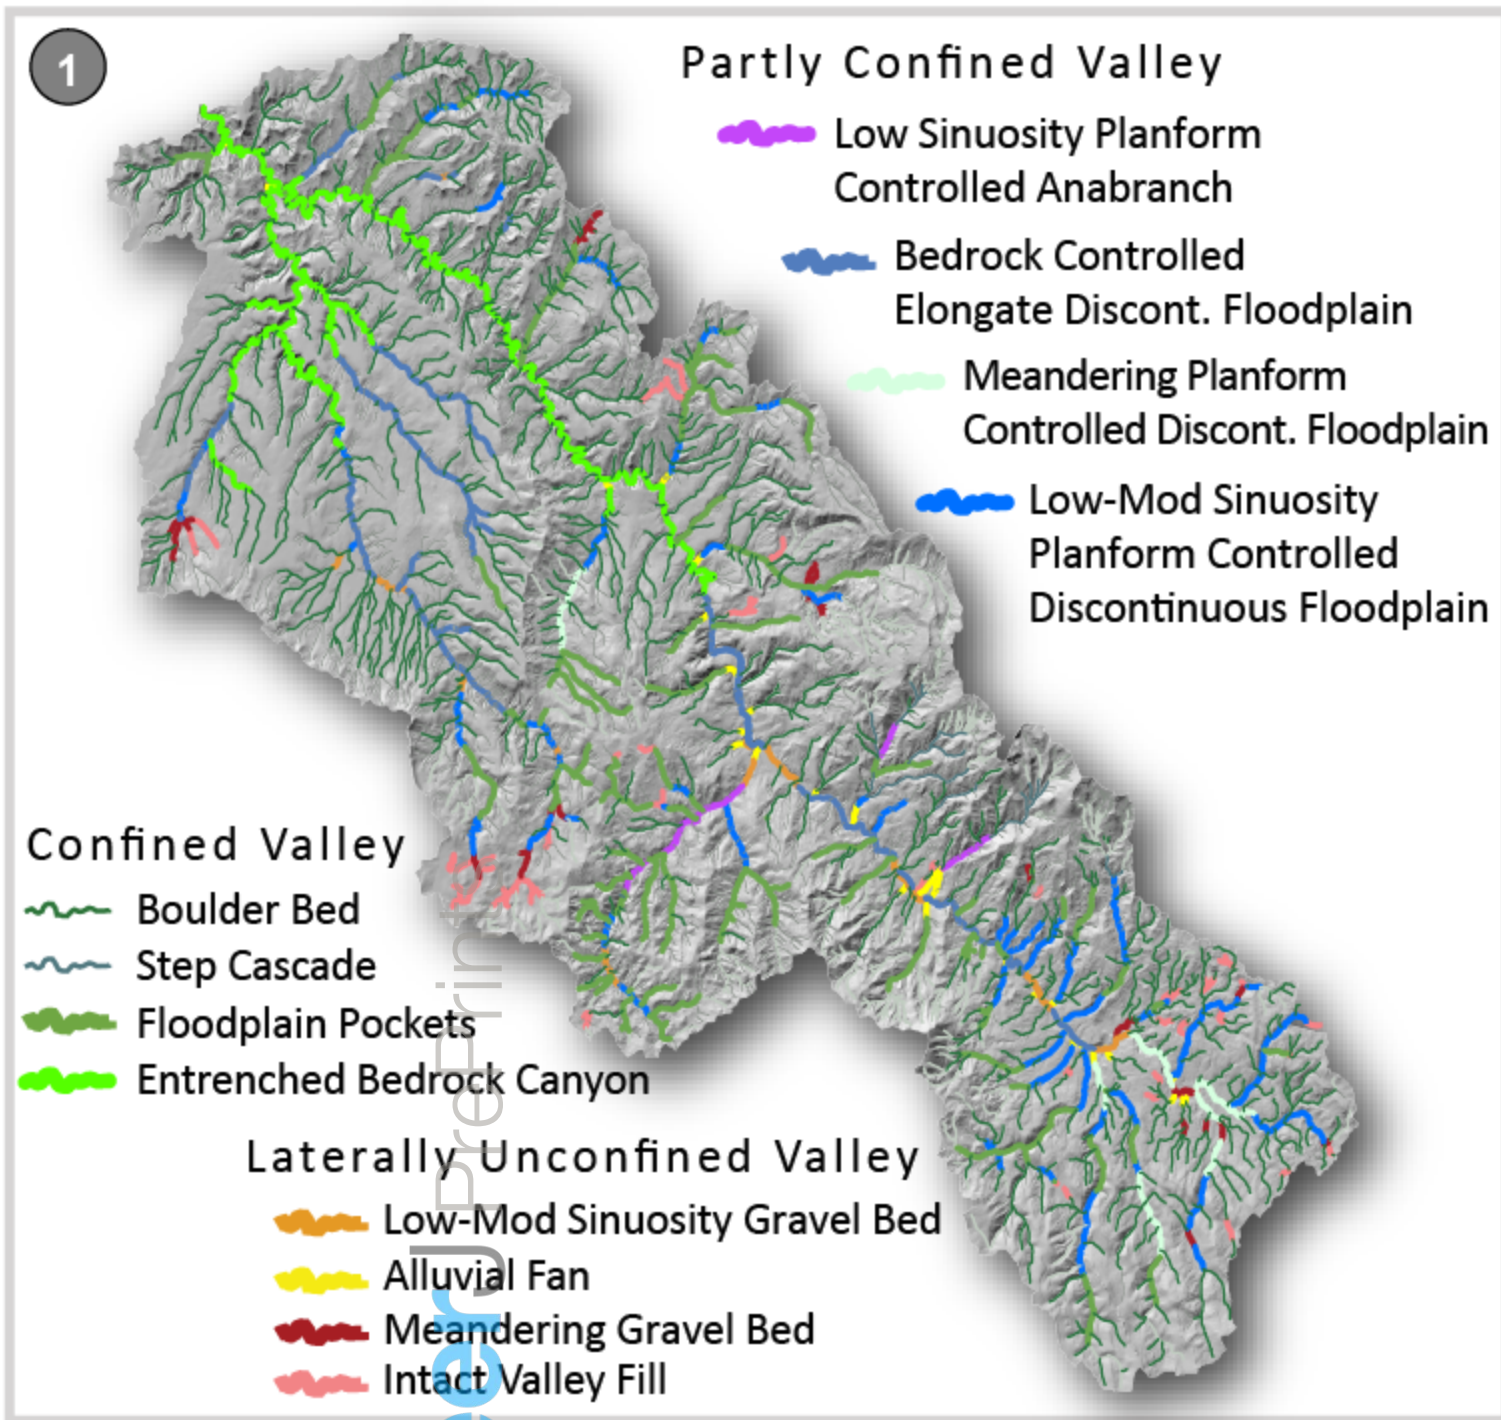 1
Partly Confined Valley
Low Sinuosity Planform
Controlled Anabranch
Bedrock Controlled
Elongate Discont. Floodplain
Meandering Planform
Controlled Discont. Floodplain
Low-Mod Sinuosity
Planform Controlled
Discontinuous Floodplain
Confined Valley
Boulder Bed
Step Cascade
Floodplain Pockets
Entrenched Bedrock Canyon
Laterally Unconfined Valley
Low-Mod Sinuosity Gravel Bed
Alluvial Fan
Meandering Gravel Bed
Intact Valley Fill
erJ PrePrint